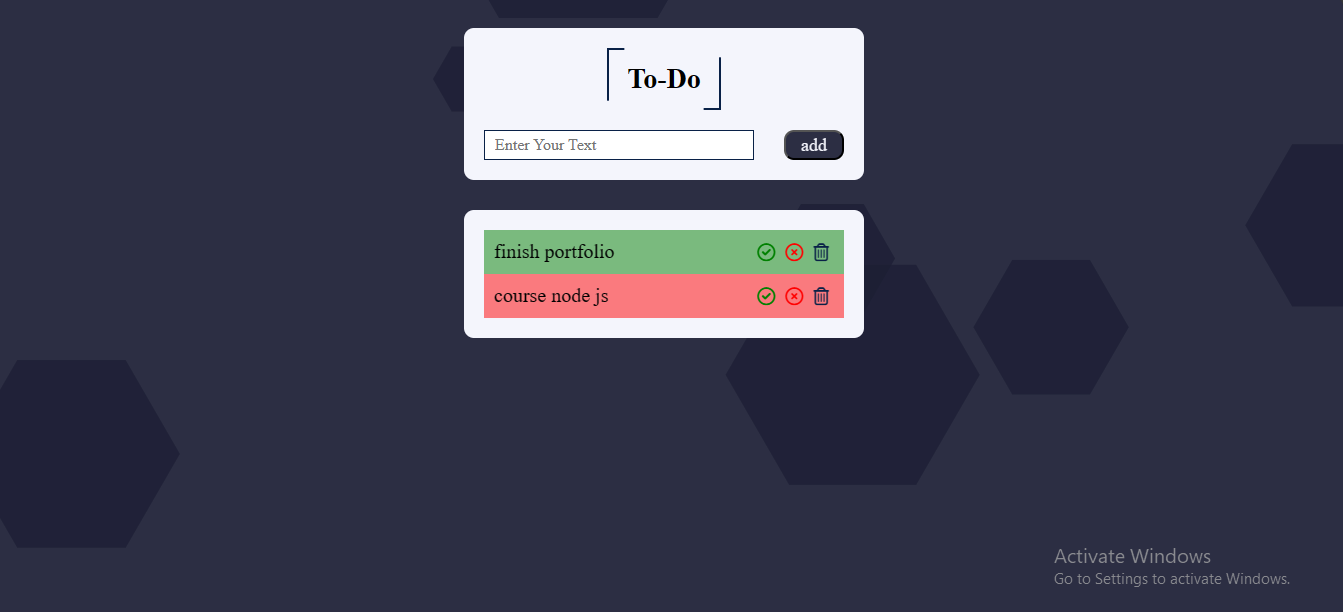 To-Do
Enter Your Text
add
finish portfolio
course node js
Activate Windows
Go to Settings to activate Windows.